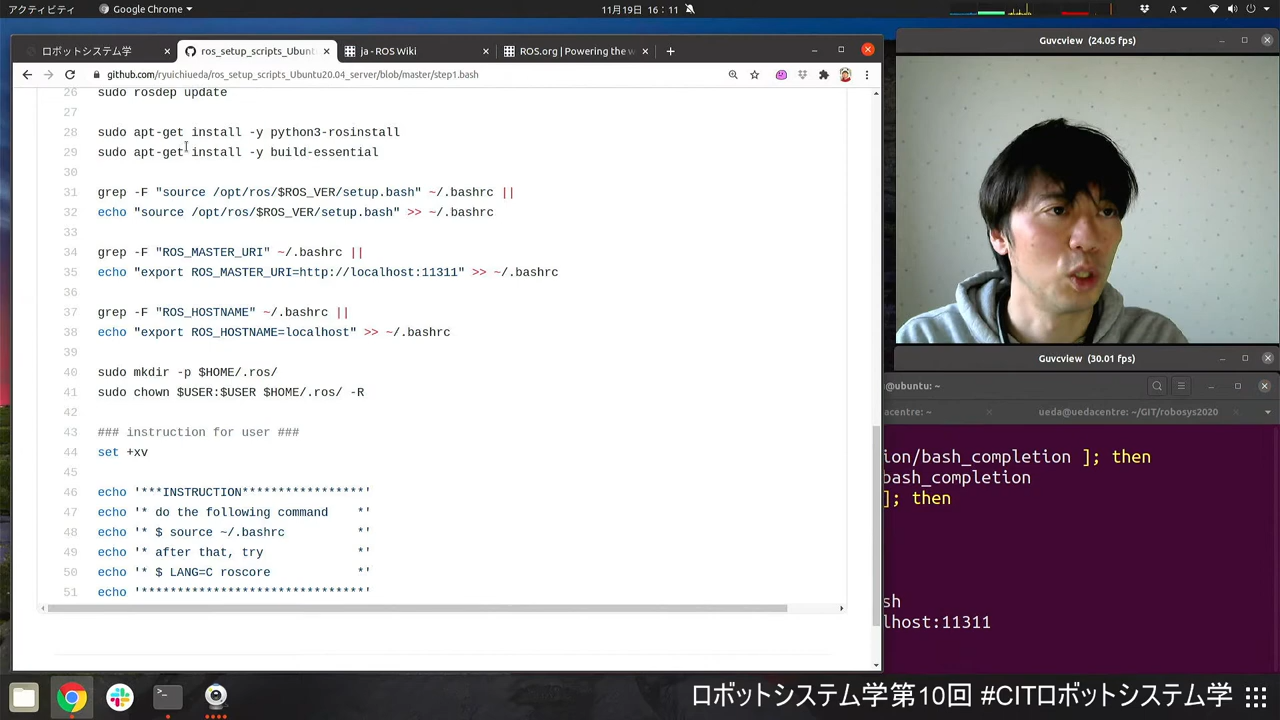 アクティビティ
Google Chrome
11月19日 16:11
A
ロボットシステム学
ros_setup_scripts_Ubunt
ja - ROS Wiki
ROS.org | Powering the w
github.com/ryuichiueda/ros_setup_scripts_Ubuntu20.04_server/blob/master/step1.bash
26 sudo rosdep update
27
28 sudo apt-get install -y python3-rosinstall
29 sudo apt-get install -y build-essential
30
31 grep -F "source /opt/ros/$ROS_VER/setup.bash" ~/.bashrc ||
32 echo "source /opt/ros/$ROS_VER/setup.bash" >> ~/.bashrc
33
34 grep -F "ROS_MASTER_URI" ~/.bashrc ||
35 echo "export ROS_MASTER_URI=http://localhost:11311" >> ~/.bashrc
36
37 grep -F "ROS_HOSTNAME" ~/.bashrc ||
38 echo "export ROS_HOSTNAME=localhost" >> ~/.bashrc
39
40 sudo mkdir -p $HOME/.ros/
41 sudo chown $USER:$USER $HOME/.ros/ -R
42
43 ### instruction for user ###
44 set +xv
45
46 echo '***INSTRUCTION*****************'
47 echo '* do the following command    *'
48 echo '* $ source ~/.bashrc          *'
49 echo '* after that, try             *'
50 echo '* $ LANG=C roscore            *'
51 echo '*******************************'
Guvcview (24.05 fps)
Guvcview (30.01 fps)
@ubuntu: ~
edacentre: ~
ueda@uedacentre: ~/GIT/robosys2020
ion/bash_completion ]; then
bash_completion
]; then
sh
lhost:11311
ロボットシステム学第10回 #CITロボットシステム学